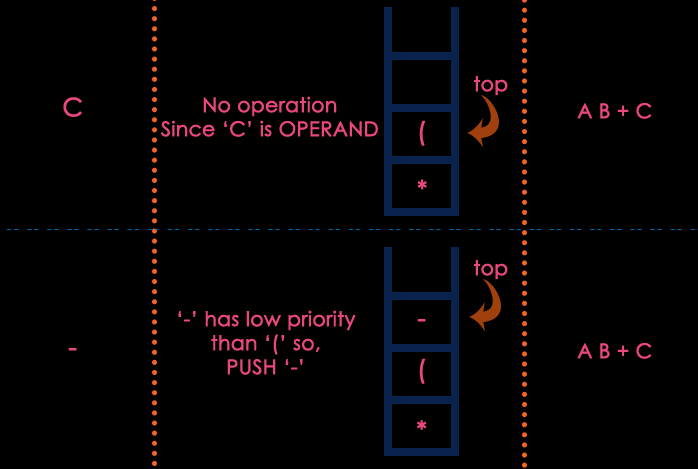 C
No operation
Since ‘C’ is OPERAND
top
(
*
A B + C
-
‘-’ has low priority
than ‘(’ so,
PUSH ‘-’
top
-
(
*
A B + C